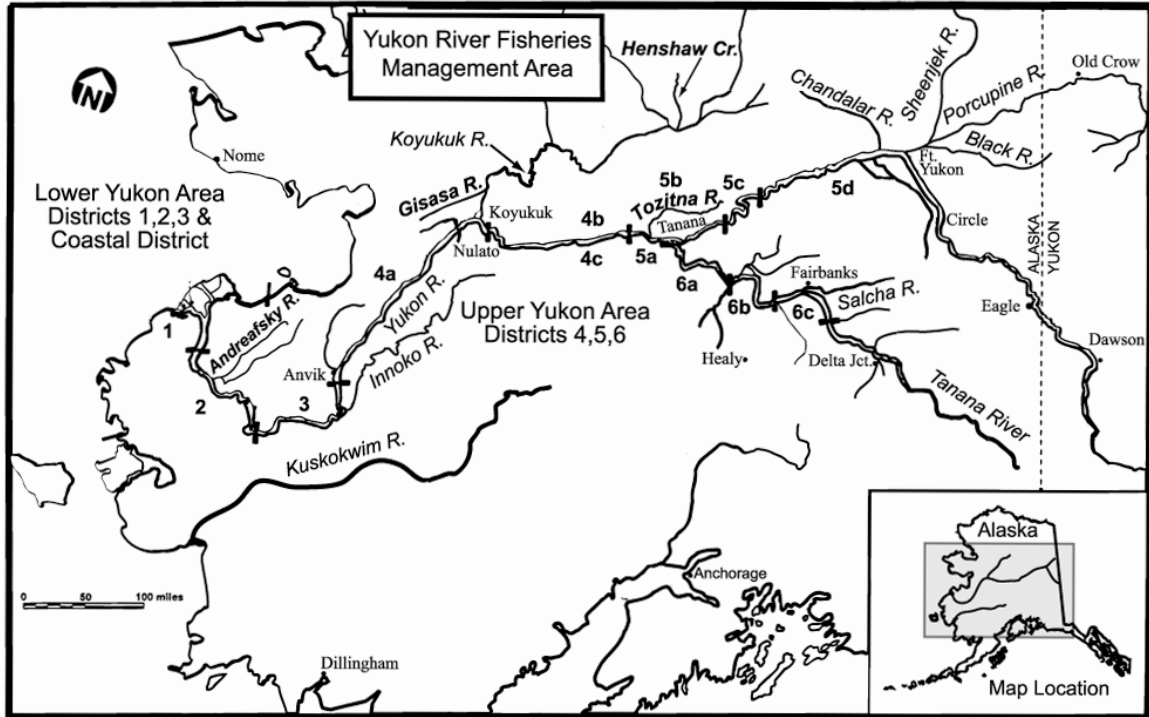 Yukon River Fisheries
Management Area
N
Henshaw Cr.
Chandalar R.
Sheenjek R.
Porcupine R.
Old Crow
Black R.
Ft.
Yukon
Koyukuk R.
Nome
Gisasa R.
Lower Yukon Area
Districts 1,2,3 &
Coastal District
Koyukuk
Nulato
4a
4b
4c
5b
Tozitna R.
5c
Tanana
5a
5d
Circle
ALASKA
YUKON
Eagle
Dawson
6a
6b
Fairbanks
6c
Salcha R.
Healy
Delta Jct.
Tanana River
Upper Yukon Area
Districts 4,5,6
Yukon R.
Innoko R.
Anvik
1
Andreafsky R.
2
3
Kuskokwim R.
0 50 100 miles
Anchorage
Dillingham
Alaska
Map Location